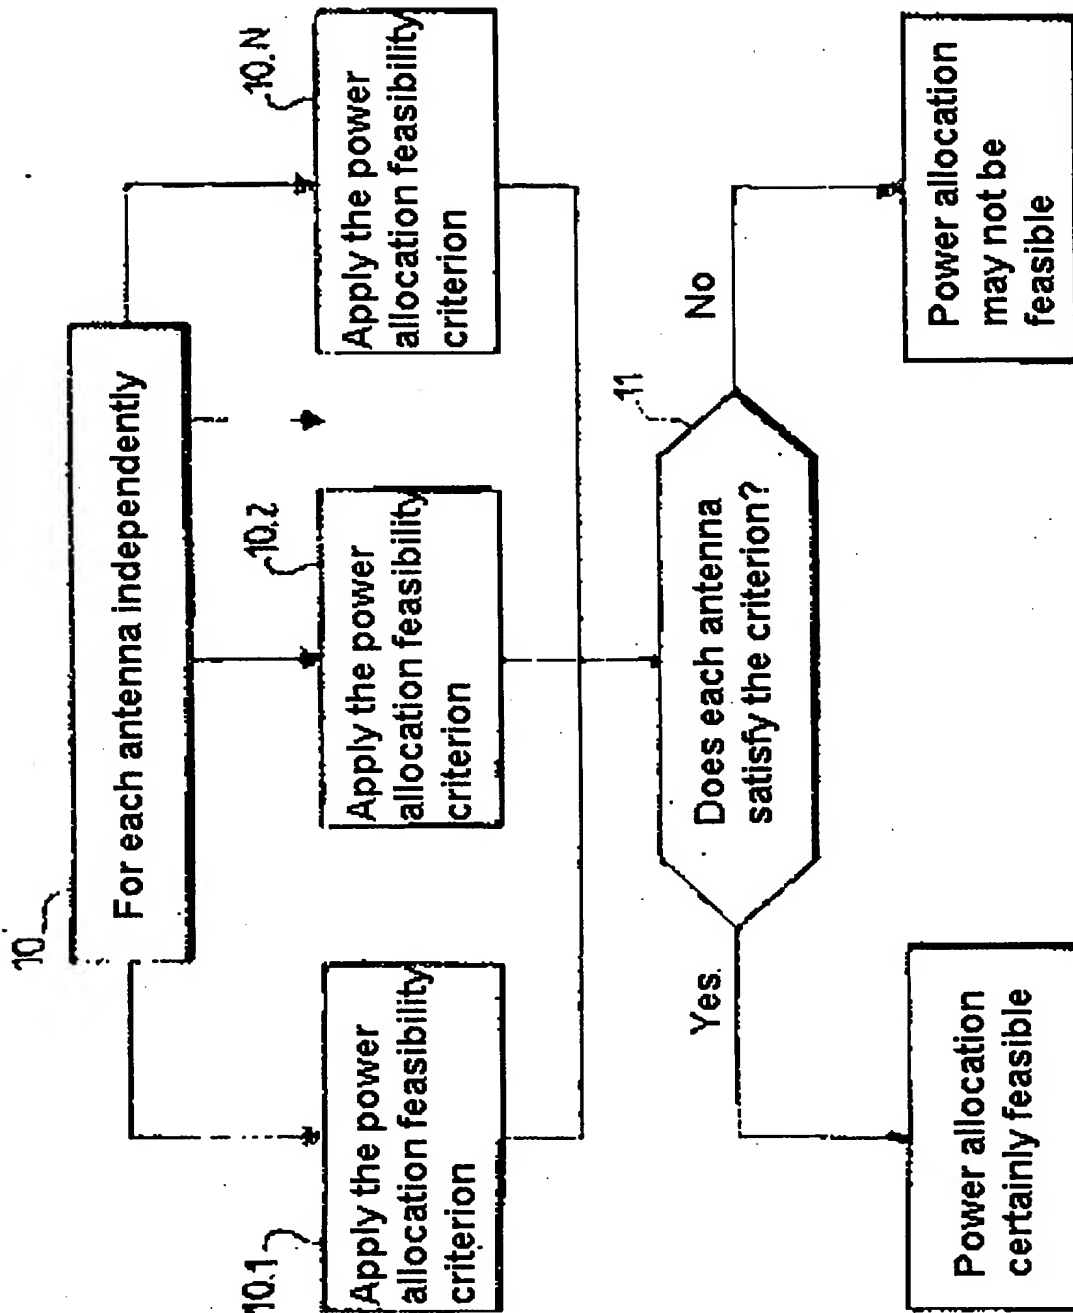 10
For each antenna independently
10.1
Apply the power
allocation feasibility
criterion
10.2
Apply the power
allocation feasibility
criterion
10.N
Apply the power
allocation feasibility
criterion
11
Does each antenna
satisfy the criterion?
Yes
No
Power allocation
certainly feasible
Power allocation
may not be
feasible